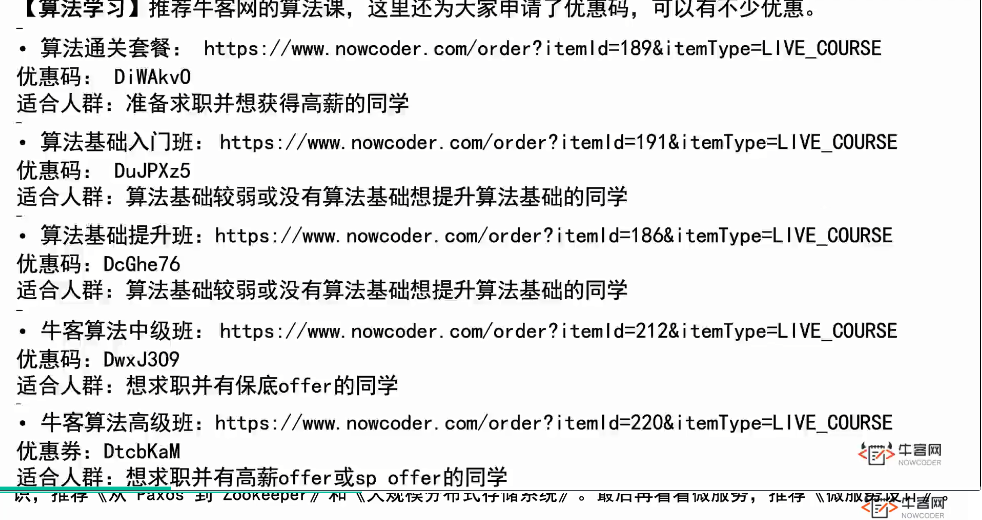 【算法学习】推荐牛客网的算法课，这里还为大家申请了优惠码，可以有不少优惠。
• 算法通关套餐： https://www.nowcoder.com/order?itemId=189&itemType=LIVE_COURSE
优惠码： DiWAkvO
适合人群：准备求职并想获得高薪的同学
• 算法基础入门班：https://www.nowcoder.com/order?itemId=191&itemType=LIVE_COURSE
优惠码： DuJPXz5
适合人群：算法基础较弱或没有算法基础想提升算法基础的同学
• 算法基础提升班：https://www.nowcoder.com/order?itemId=186&itemType=LIVE_COURSE
优惠码：DcGhe76
适合人群：算法基础较弱或没有算法基础想提升算法基础的同学
• 牛客算法中级班：https://www.nowcoder.com/order?itemId=212&itemType=LIVE_COURSE
优惠码：DwxJ3O9
适合人群：想求职并有保底offer的同学
• 牛客算法高级班：https://www.nowcoder.com/order?itemId=220&itemType=LIVE_COURSE
优惠券：DtcbKaM
牛客网
NOWCODER
适合人群：想求职并有高薪offer或sp offer的同学
识，推荐《从 Paxos 到 Zookeeper》和《大规模分布式存储系统》。最后再看看微服务，推荐《微服务设计》。
牛客网
NOWCODER